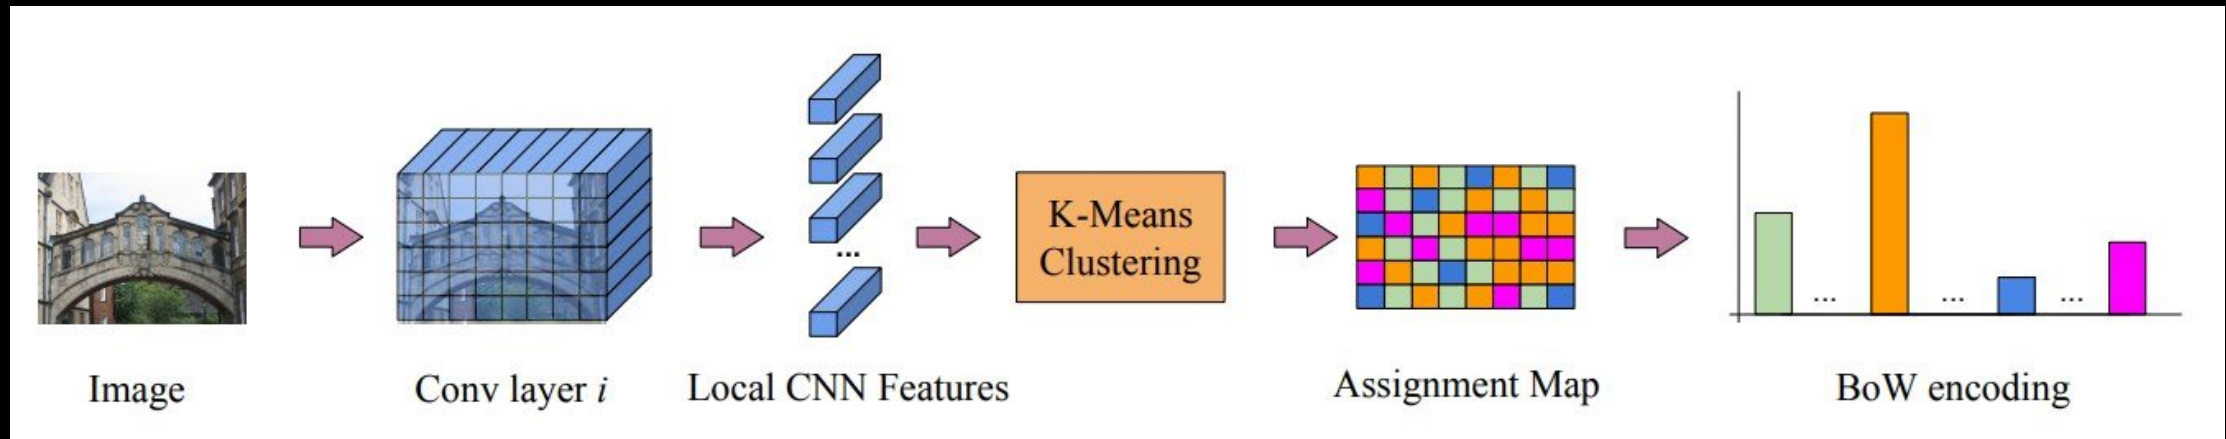 K-Means
Clustering
...
... ... ...
Image
Conv layer i
Local CNN Features
Assignment Map
BoW encoding